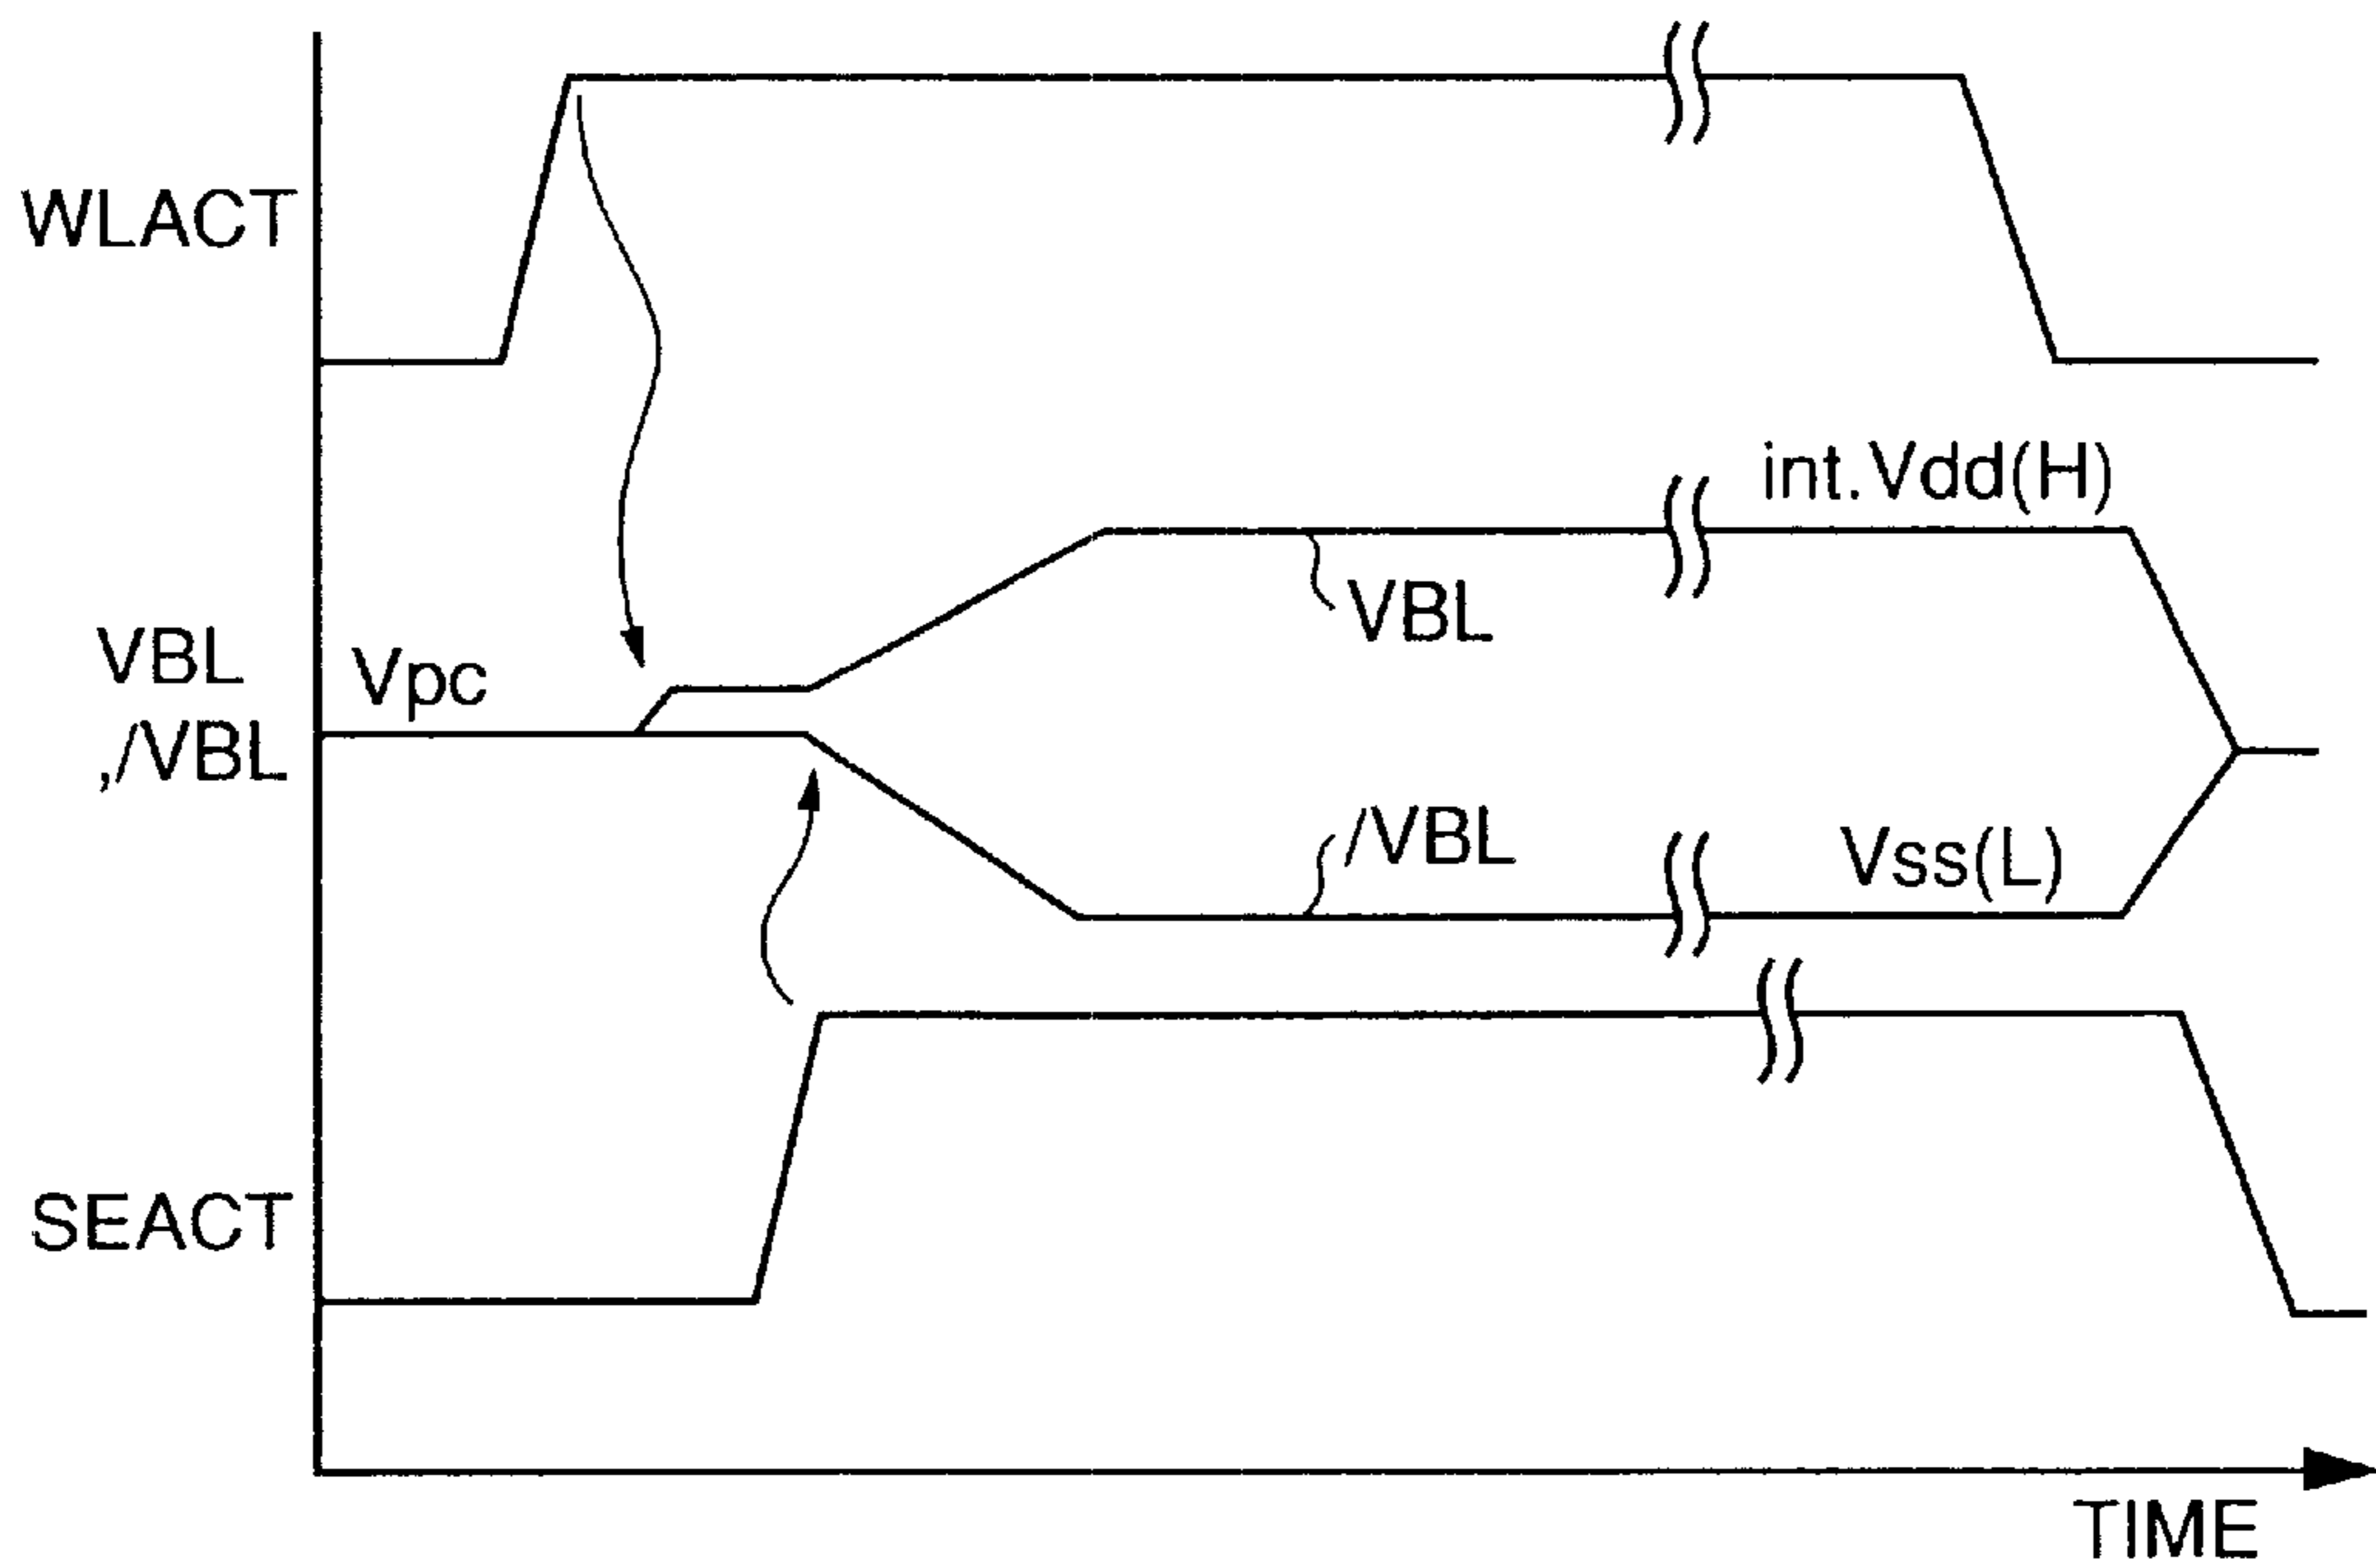 WLACT
int.Vdd(H)
VBL
VBL
Vpc
,/VBL
/VBL
Vss(L)
SEACT
TIME